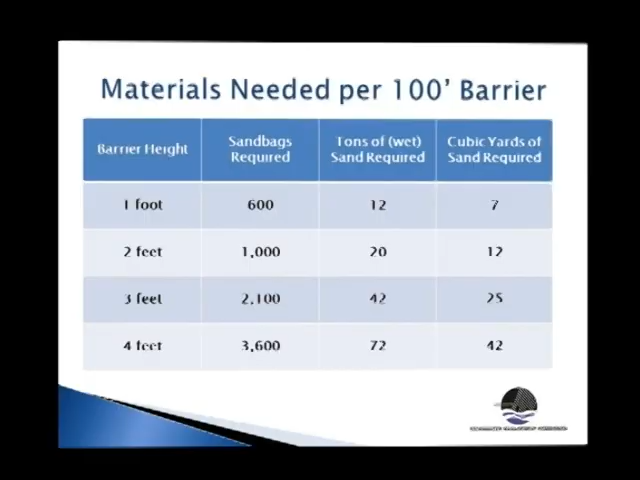 Materials Needed per 100' Barrier
Barrier Height
Sandbags
Required
Tons of (wet)
Sand Required
Cubic Yards of
Sand Required
1 foot 600 12 7
2 feet 1,000 20 12
3 feet 2,100 42 25
4 feet 3,600 72 42